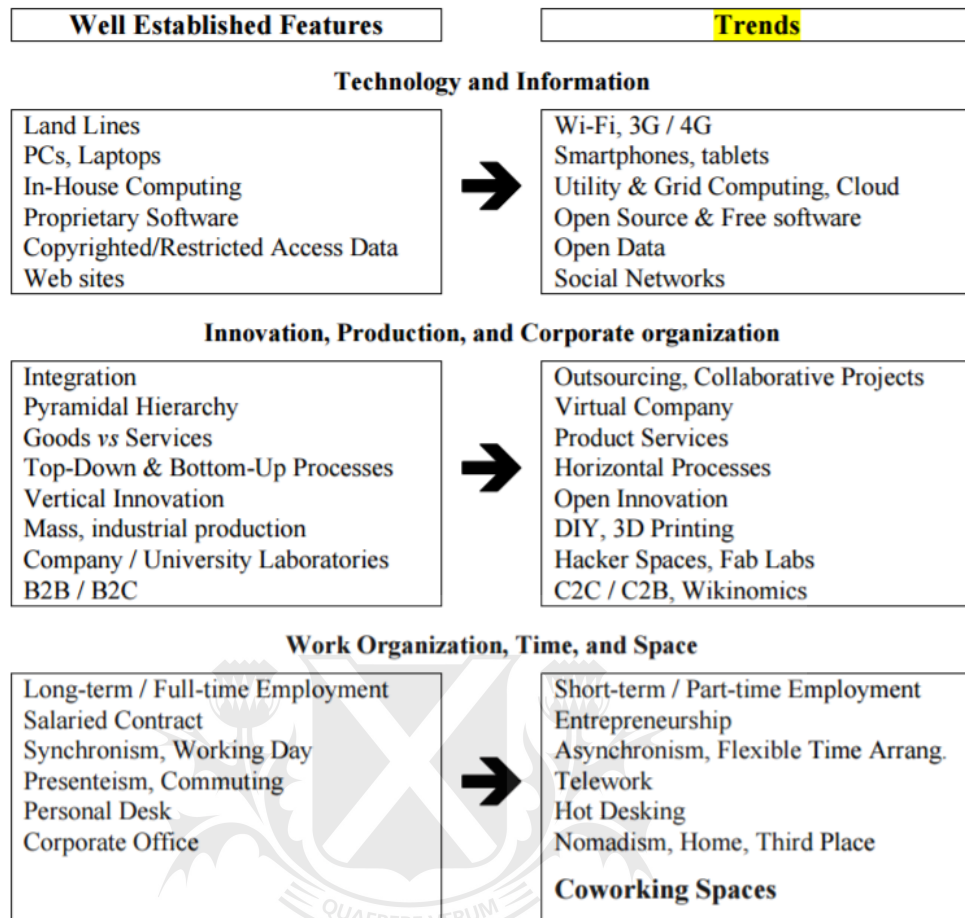 Well Established Features
Trends
Technology and Information
Land Lines
PCs, Laptops
In-House Computing
Proprietary Software
Copyrighted/Restricted Access Data
Web sites
Wi-Fi, 3G / 4G
Smartphones, tablets
Utility & Grid Computing, Cloud
Open Source & Free software
Open Data
Social Networks
Innovation, Production, and Corporate organization
Integration
Pyramidal Hierarchy
Goods vs Services
Top-Down & Bottom-Up Processes
Vertical Innovation
Mass, industrial production
Company / University Laboratories
B2B / B2C
Outsourcing, Collaborative Projects
Virtual Company
Product Services
Horizontal Processes
Open Innovation
DIY, 3D Printing
Hacker Spaces, Fab Labs
C2C / C2B, Wikinomics
Work Organization, Time, and Space
Long-term / Full-time Employment
Salaried Contract
Synchronism, Working Day
Presenteism, Commuting
Personal Desk
Corporate Office
Short-term / Part-time Employment
Entrepreneurship
Asynchronism, Flexible Time Arrang.
Telework
Hot Desking
Nomadism, Home, Third Place
Coworking Spaces